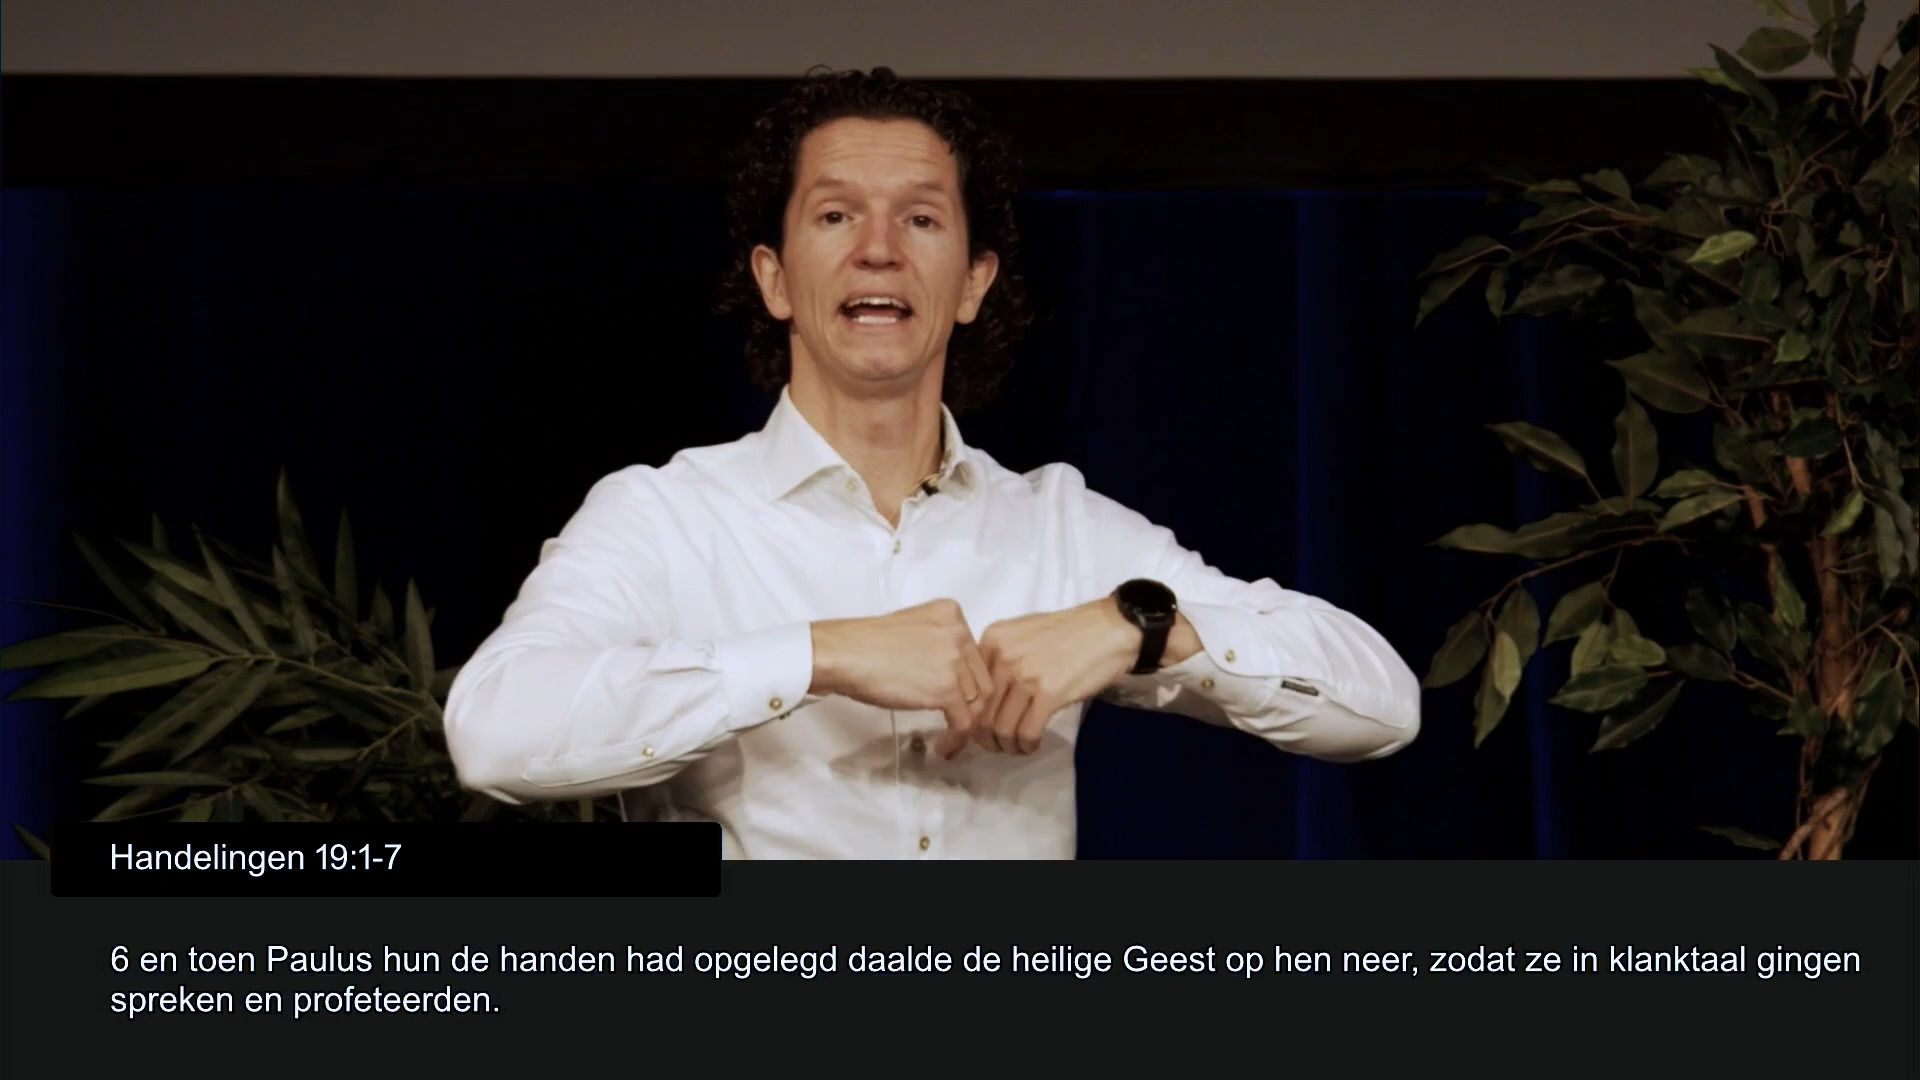 Handelingen 19:1-7
6 en toen Paulus hun de handen had opgelegd daalde de heilige Geest op hen neer, zodat ze in klanktaal gingen
spreken en profeteerden.